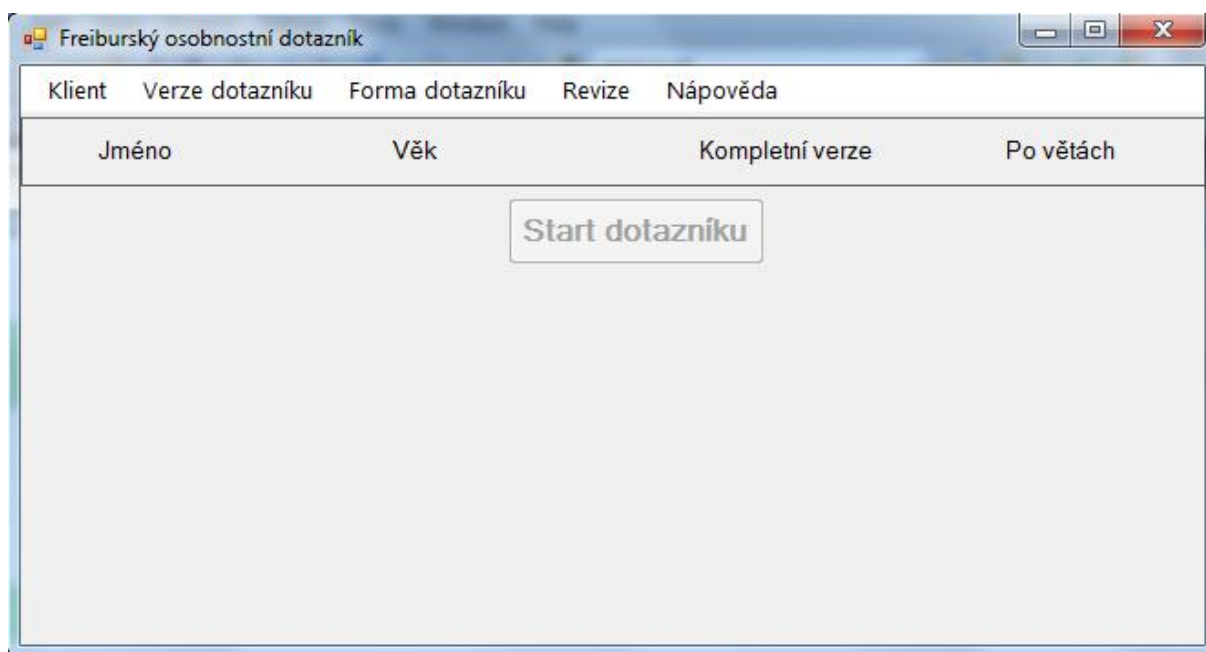 Freiburský osobnostní dotazník
Klient Verze dotazníku Forma dotazníku Revize Nápověda
Jméno Věk Kompletní verze Po větách
Start dotazníku